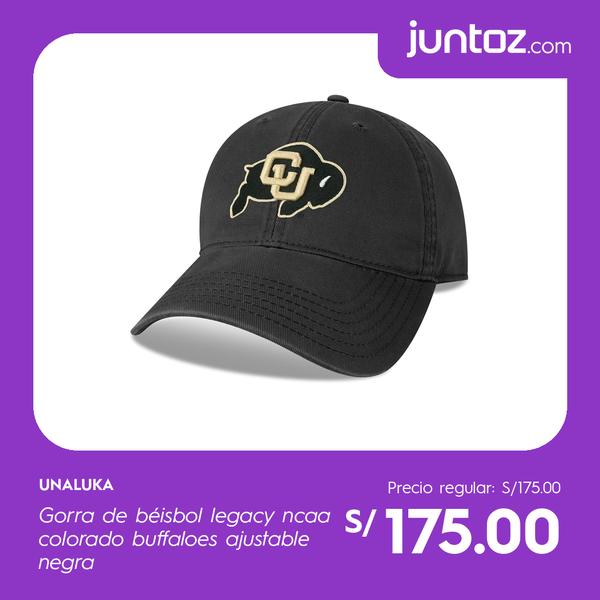 juntoz.com
CU
UNALUKA
Precio regular: S/175.00
Gorra de béisbol legacy ncaa
colorado buffaloes ajustable
negra
S/ 175.00